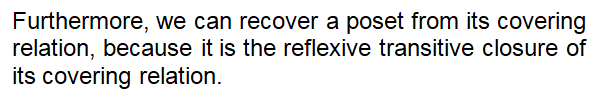 Furthermore, we can recover a poset from its covering
relation, because it is the reflexive transitive closure of
its covering relation.